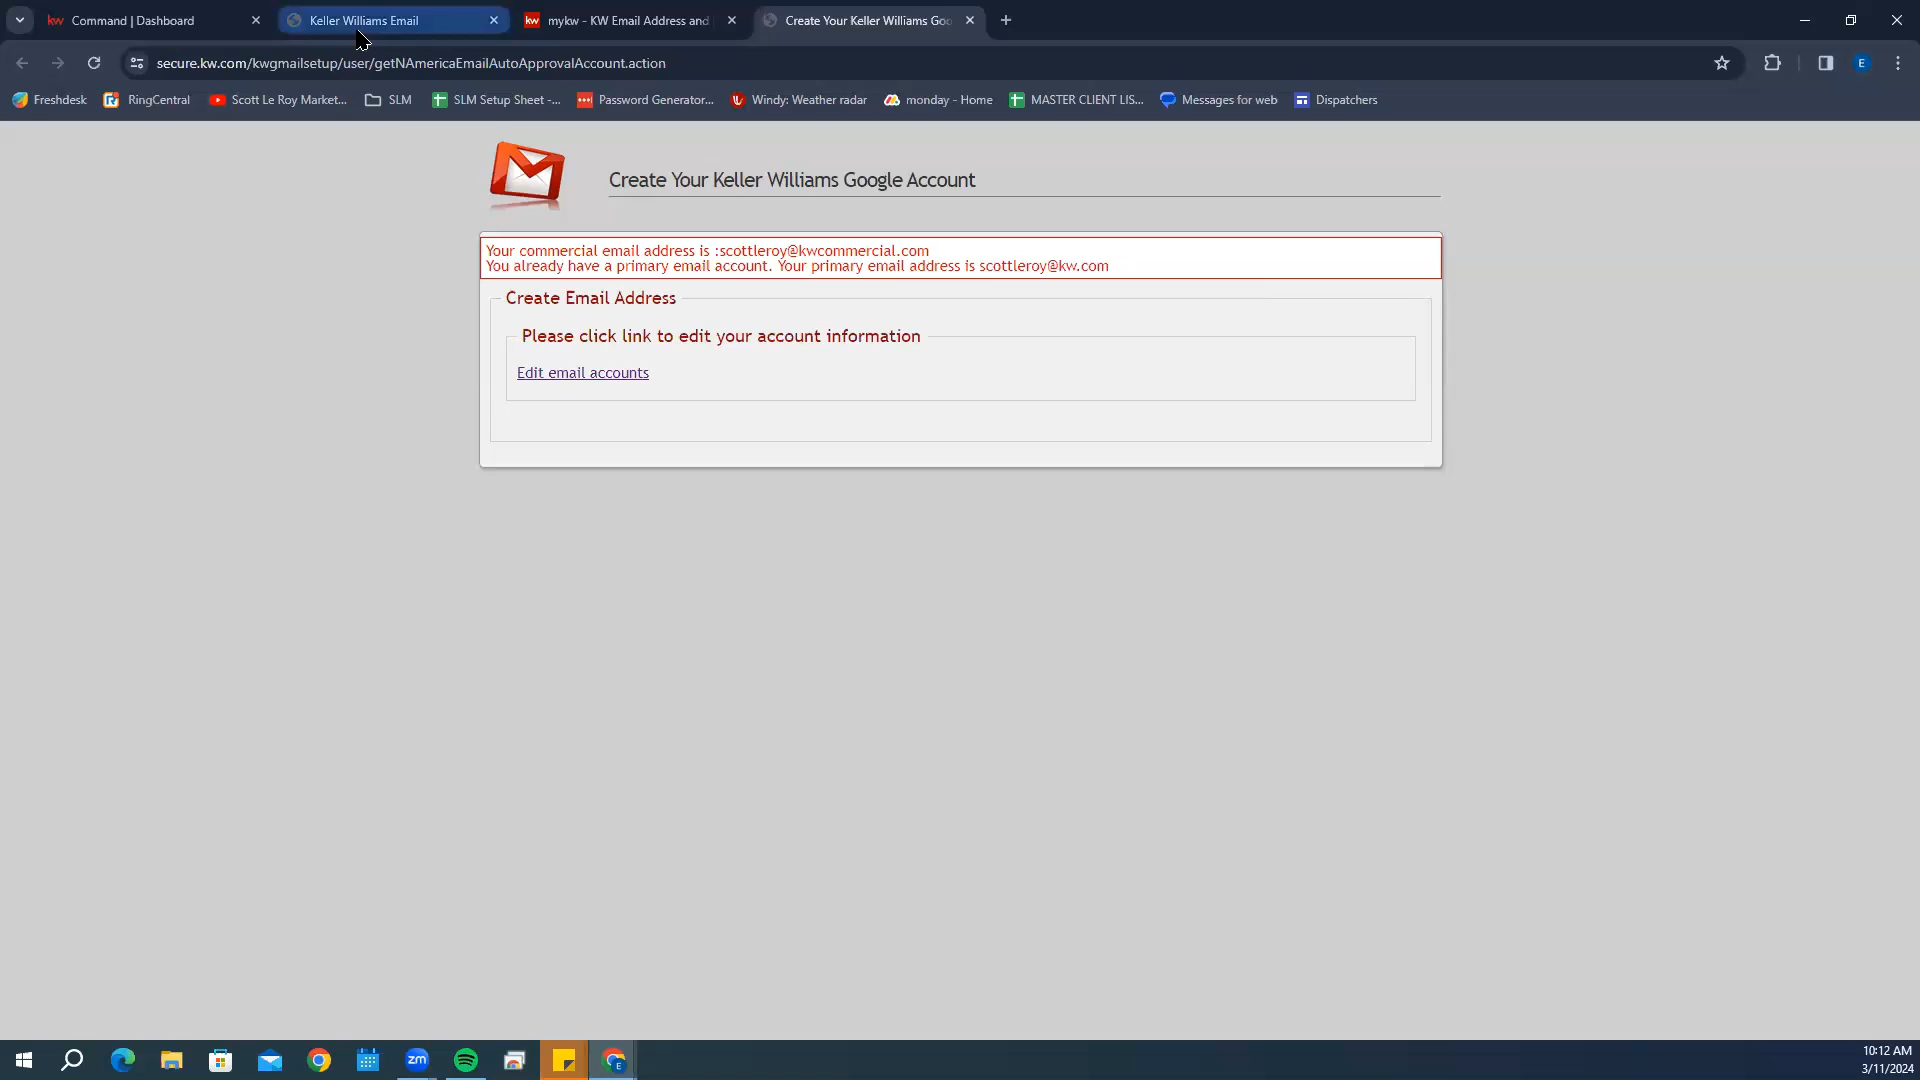 Command | Dashboard
Keller Williams Email
mykw - KW Email Address and
Create Your Keller Williams Goo
secure.kw.com/kwgmailsetup/user/getNAmericaEmailAutoApprovalAccount.action
E
Freshdesk
RingCentral
Scott Le Roy Market...
SLM
SLM Setup Sheet -...
Password Generator...
Windy: Weather radar
monday - Home
MASTER CLIENT LIS...
Messages for web
Dispatchers
Create Your Keller Williams Google Account
Your commercial email address is :scottleroy@kwcommercial.com
You already have a primary email account. Your primary email address is scottleroy@kw.com
Create Email Address
Please click link to edit your account information
Edit email accounts
zm
E
10:12 AM
3/11/2024